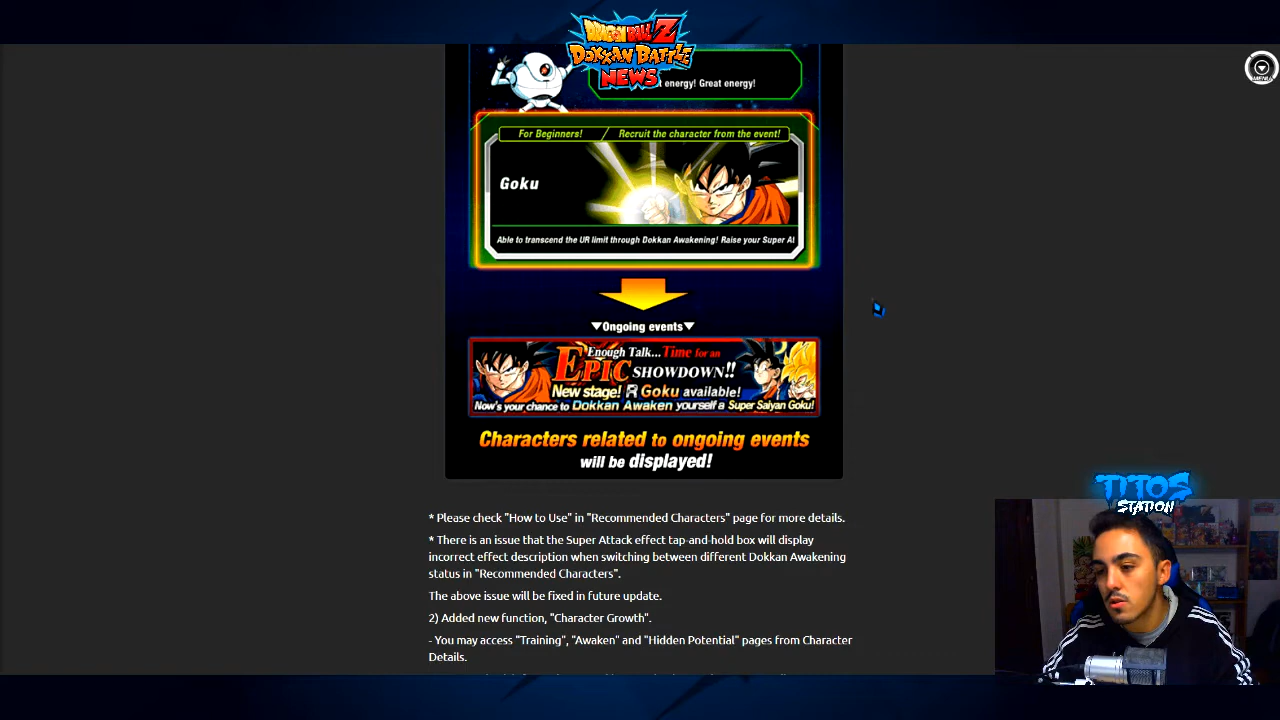 DRAGON BALL Z
DOKKAN BATTLE
NEWS
MENU
energy! Great energy!
For Beginners! / Recruit the character from the event!
Goku
Able to transcend the UR limit through Dokkan Awakening! Raise your Super At
▼Ongoing events▼
Enough Talk...Time for an
EPIC SHOWDOWN!!
New stage! R Goku available!
Now's your chance to Dokkan Awaken yourself a Super Saiyan Goku!
Characters related to ongoing events
will be displayed!
* Please check "How to Use" in "Recommended Characters" page for more details.
* There is an issue that the Super Attack effect tap-and-hold box will display
incorrect effect description when switching between different Dokkan Awakening
status in "Recommended Characters".
The above issue will be fixed in future update.
2) Added new function, "Character Growth".
- You may access "Training", "Awaken" and "Hidden Potential" pages from Character
Details.
TITOS
STATION